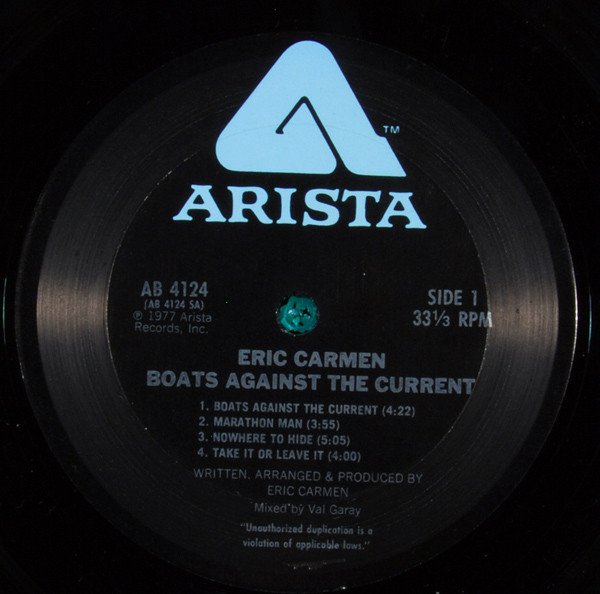 ™
ARISTA
AB 4124
(AB 4124 SA)
℗ 1977 Arista
Records, Inc.
SIDE 1
33⅓ RPM
ERIC CARMEN
BOATS AGAINST THE CURRENT
1. BOATS AGAINST THE CURRENT (4:22)
2. MARATHON MAN (3:55)
3. NOWHERE TO HIDE (5:05)
4. TAKE IT OR LEAVE IT (4:00)
WRITTEN, ARRANGED & PRODUCED BY
ERIC CARMEN
Mixed by Val Garay
"Unauthorized duplication is a
violation of applicable laws."